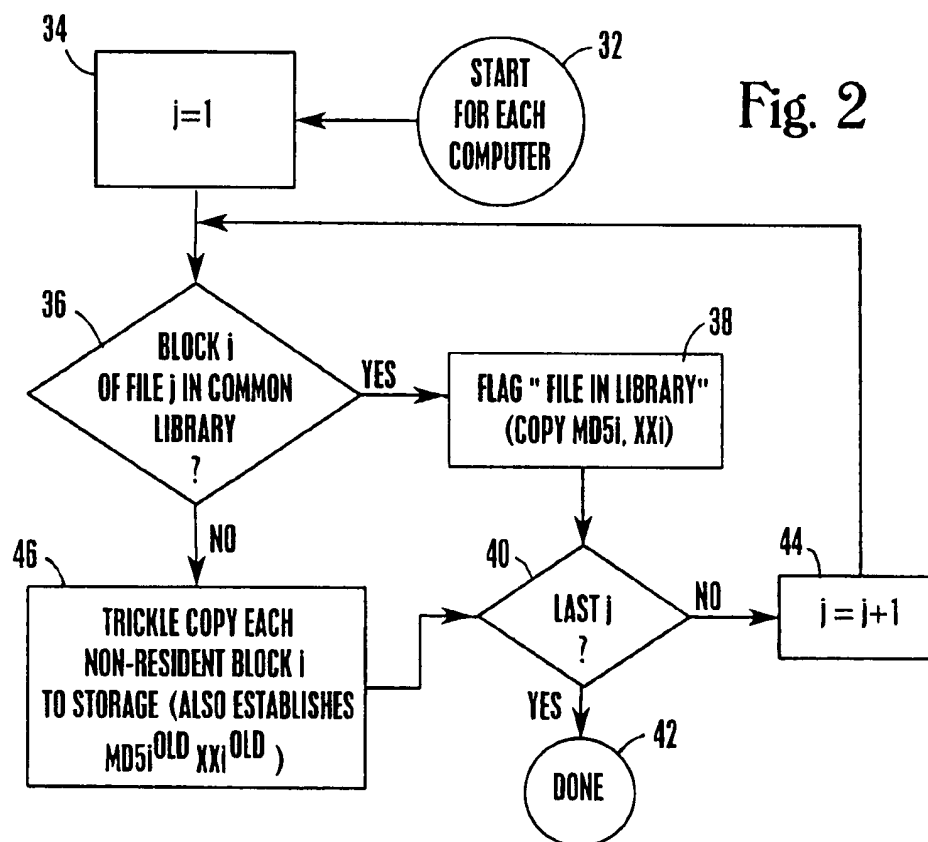 34
j=1
START
FOR EACH
COMPUTER
32
Fig. 2
36
BLOCK i
OF FILE j IN COMMON
LIBRARY
?
YES
38
FLAG " FILE IN LIBRARY"
(COPY MD5i, XXi)
NO
46
TRICKLE COPY EACH
NON-RESIDENT BLOCK i
TO STORAGE (ALSO ESTABLISHES
MD5i^OLD XXi^OLD )
40
LAST j
?
NO
44
j = j+1
YES
42
DONE